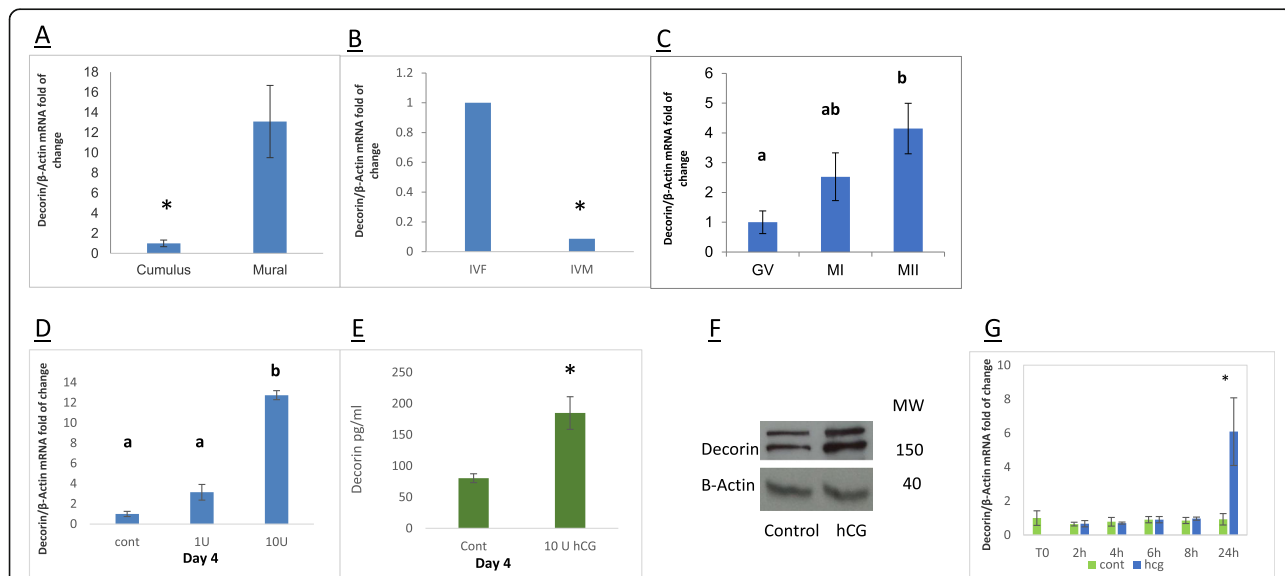 A
Decorin/β-Actin mRNA fold of
change
18
16
14
12
10
8
6
4
2
0
*
Cumulus
Mural
B
Decorin/β-Actin mRNA fold of
change
1.2
1
0.8
0.6
0.4
0.2
0
*
IVF
IVM
C
Decorin/β-Actin mRNA fold of
change
6
5
4
3
2
1
0
a
ab
b
GV
MI
MII
D
Decorin/β-Actin mRNA fold of change
14
12
10
8
6
4
2
0
a
a
b
cont
1U
10U
Day 4
E
Decorin pg/ml
250
200
150
100
50
0
*
Cont
10 U hCG
Day 4
F
MW
Decorin
150
B-Actin
40
Control
hCG
G
Decorin/β-Actin mRNA fold of change
10
8
6
4
2
0
*
T0
2h
4h
6h
8h
24h
cont
hcg